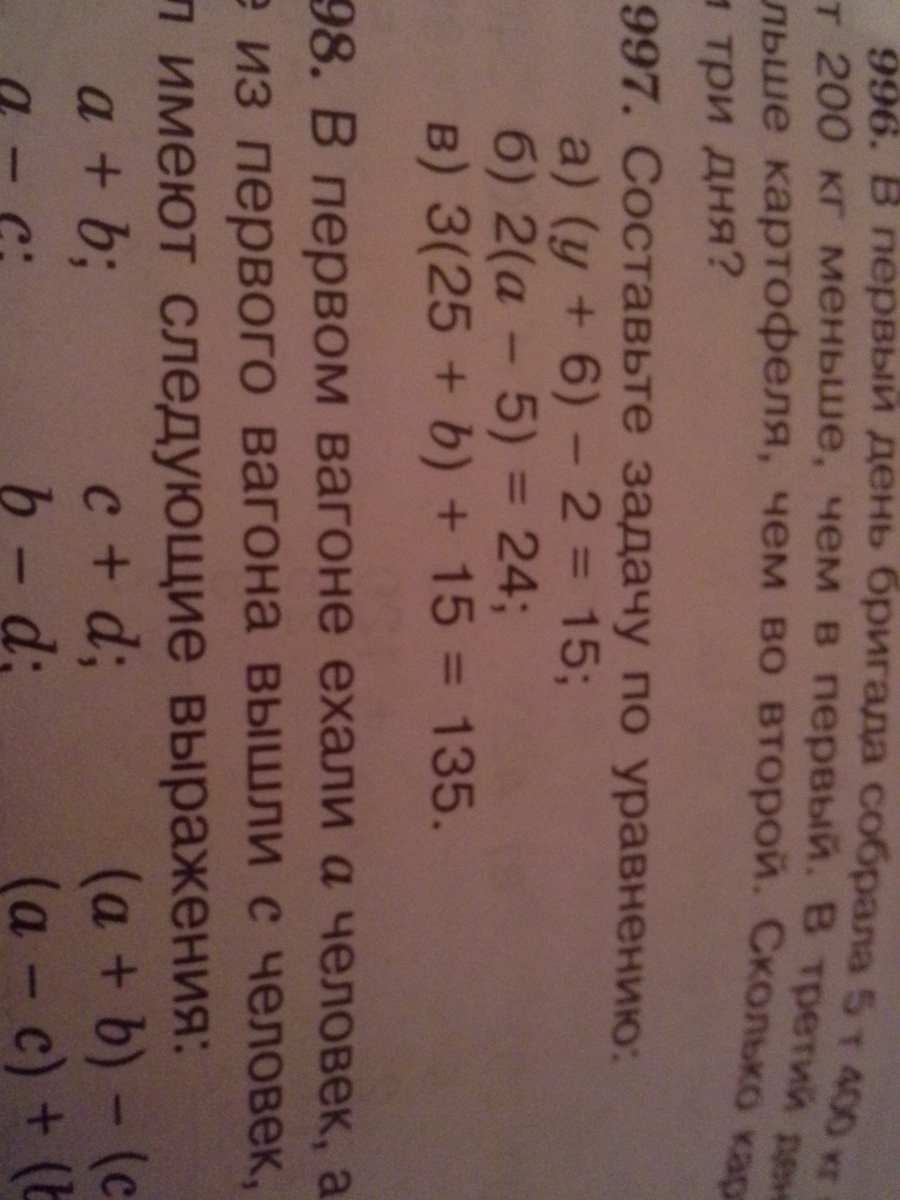 996. В первый день бригада собрала 5 т 400 кг
т 200 кг меньше, чем в первый. В третий ден
льше картофеля, чем во второй. Сколько кар
и три дня?
997. Составьте задачу по уравнению:
а) (y + 6) – 2 = 15;
б) 2(a – 5) = 24;
в) 3(25 + b) + 15 = 135.
98. В первом вагоне ехали a человек, а
е из первого вагона вышли c человек,
л имеют следующие выражения:
a + b; c + d; (a + b) – (c
a – c; b – d; (a – c) + (b